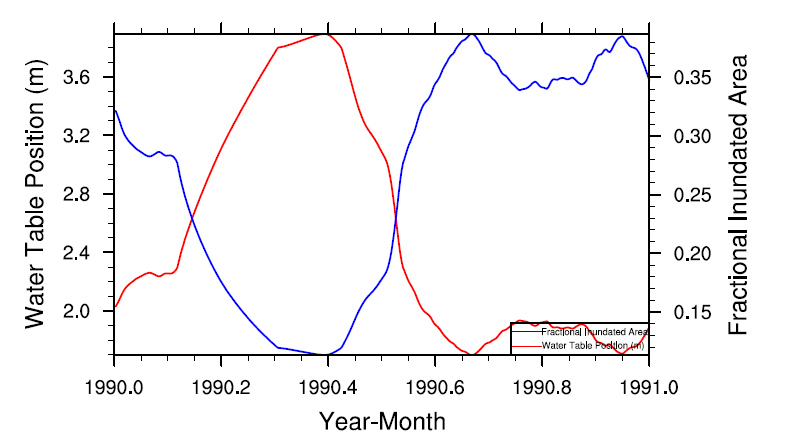 Water Table Position (m)
3.6
3.2
2.8
2.4
2.0
0.35
0.30
0.25
0.20
0.15
Fractional Inundated Area
Fractional Inundated Area
Water Table Position (m)
1990.0 1990.2 1990.4 1990.6 1990.8 1991.0
Year-Month